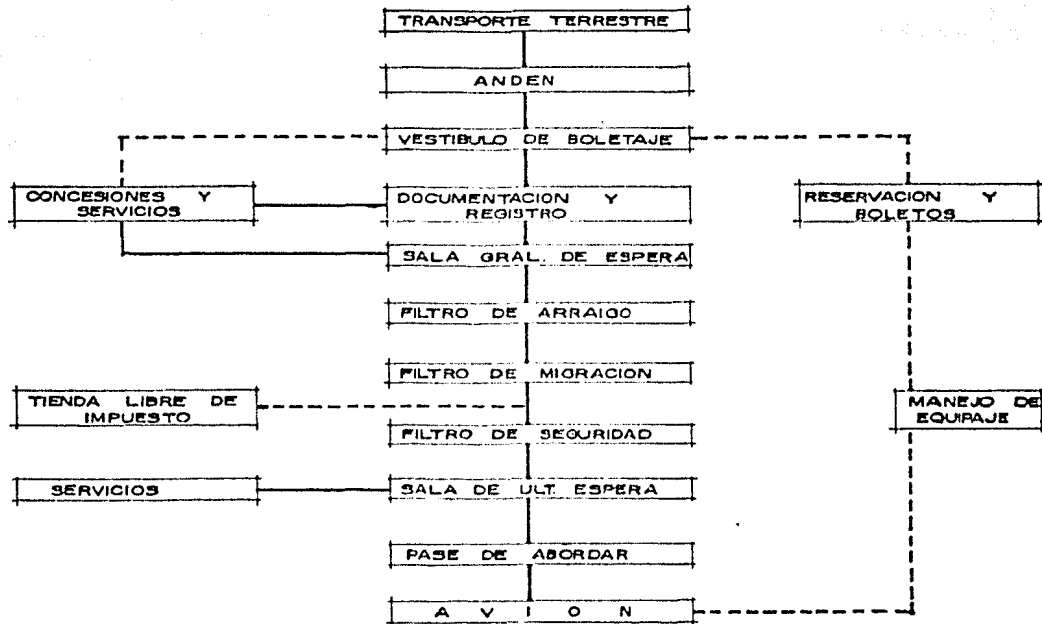 TRANSPORTE TERRESTRE
ANDEN
VESTIBULO DE BOLETAJE
CONCESIONES Y
SERVICIOS
DOCUMENTACION Y
REGISTRO
RESERVACION Y
BOLETOS
SALA GRAL. DE ESPERA
FILTRO DE ARRAIGO
FILTRO DE MIGRACION
TIENDA LIBRE DE
IMPUESTO
MANEJO DE
EQUIPAJE
FILTRO DE SEGURIDAD
SERVICIOS
SALA DE ULT. ESPERA
PASE DE ABORDAR
A V I O N